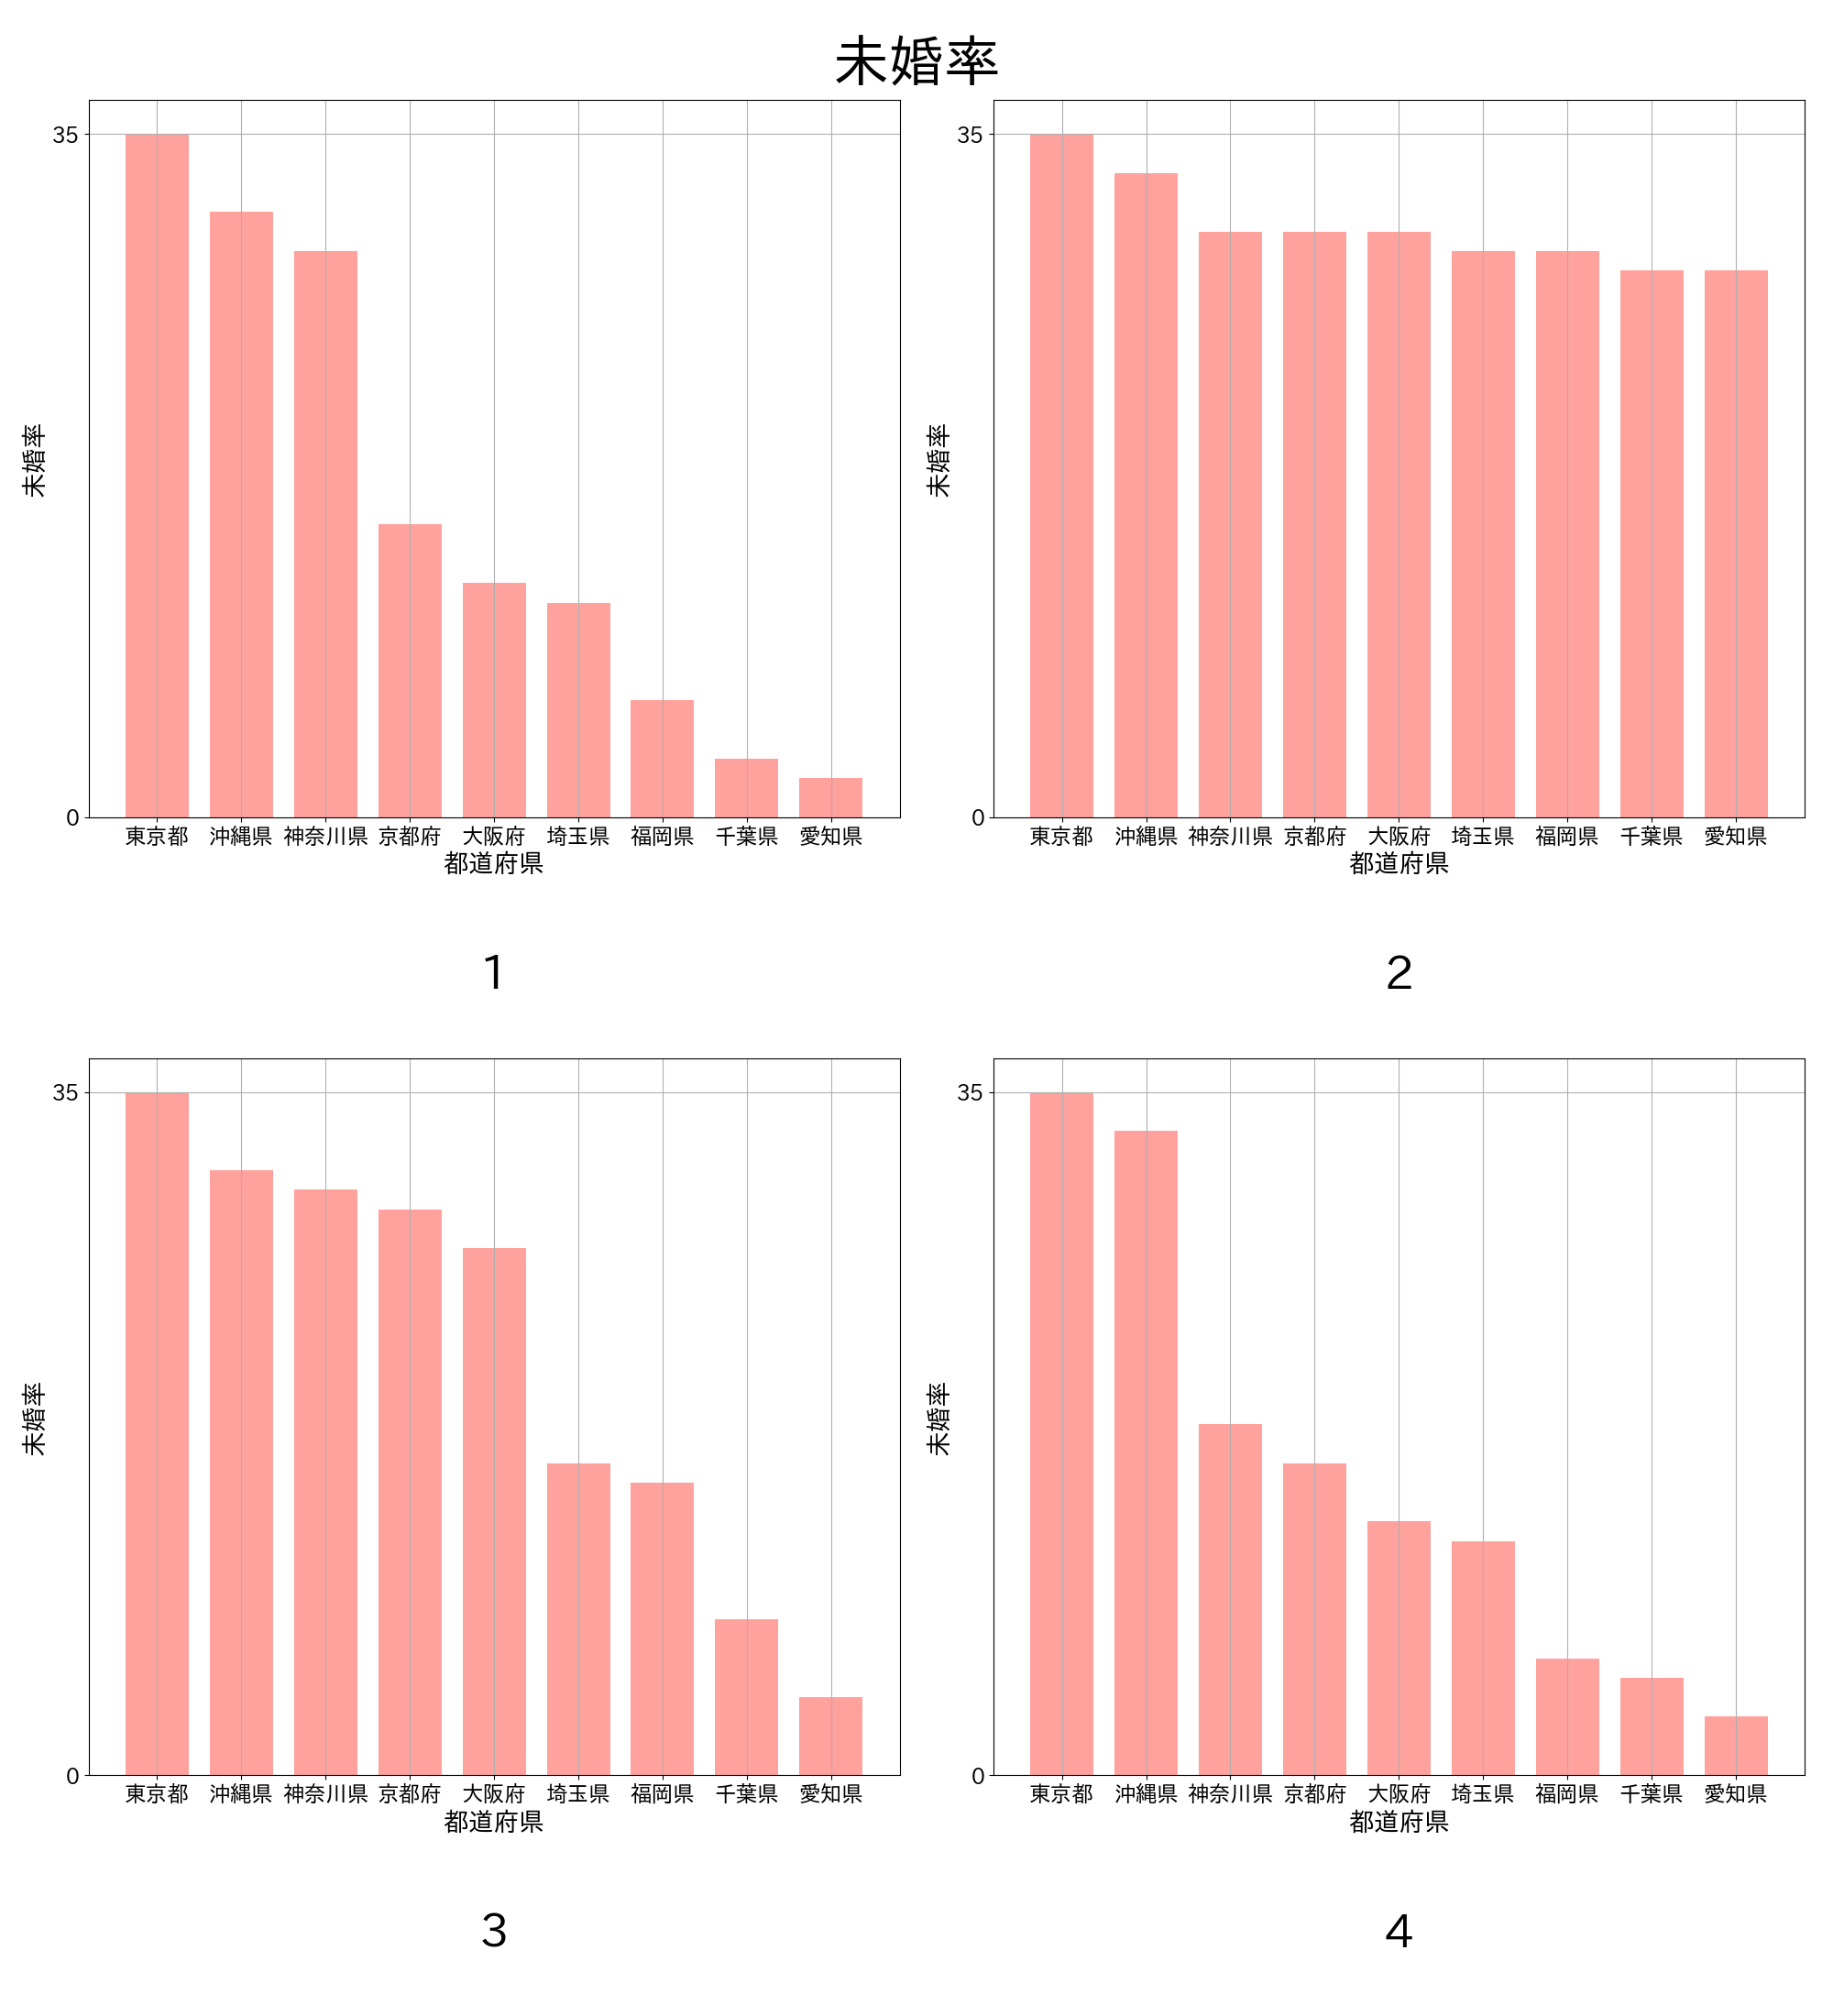 未婚率
35
0
未婚率
東京都 沖縄県 神奈川県 京都府 大阪府 埼玉県 福岡県 千葉県 愛知県
都道府県
1
35
0
未婚率
東京都 沖縄県 神奈川県 京都府 大阪府 埼玉県 福岡県 千葉県 愛知県
都道府県
2
35
0
未婚率
東京都 沖縄県 神奈川県 京都府 大阪府 埼玉県 福岡県 千葉県 愛知県
都道府県
3
35
0
未婚率
東京都 沖縄県 神奈川県 京都府 大阪府 埼玉県 福岡県 千葉県 愛知県
都道府県
4